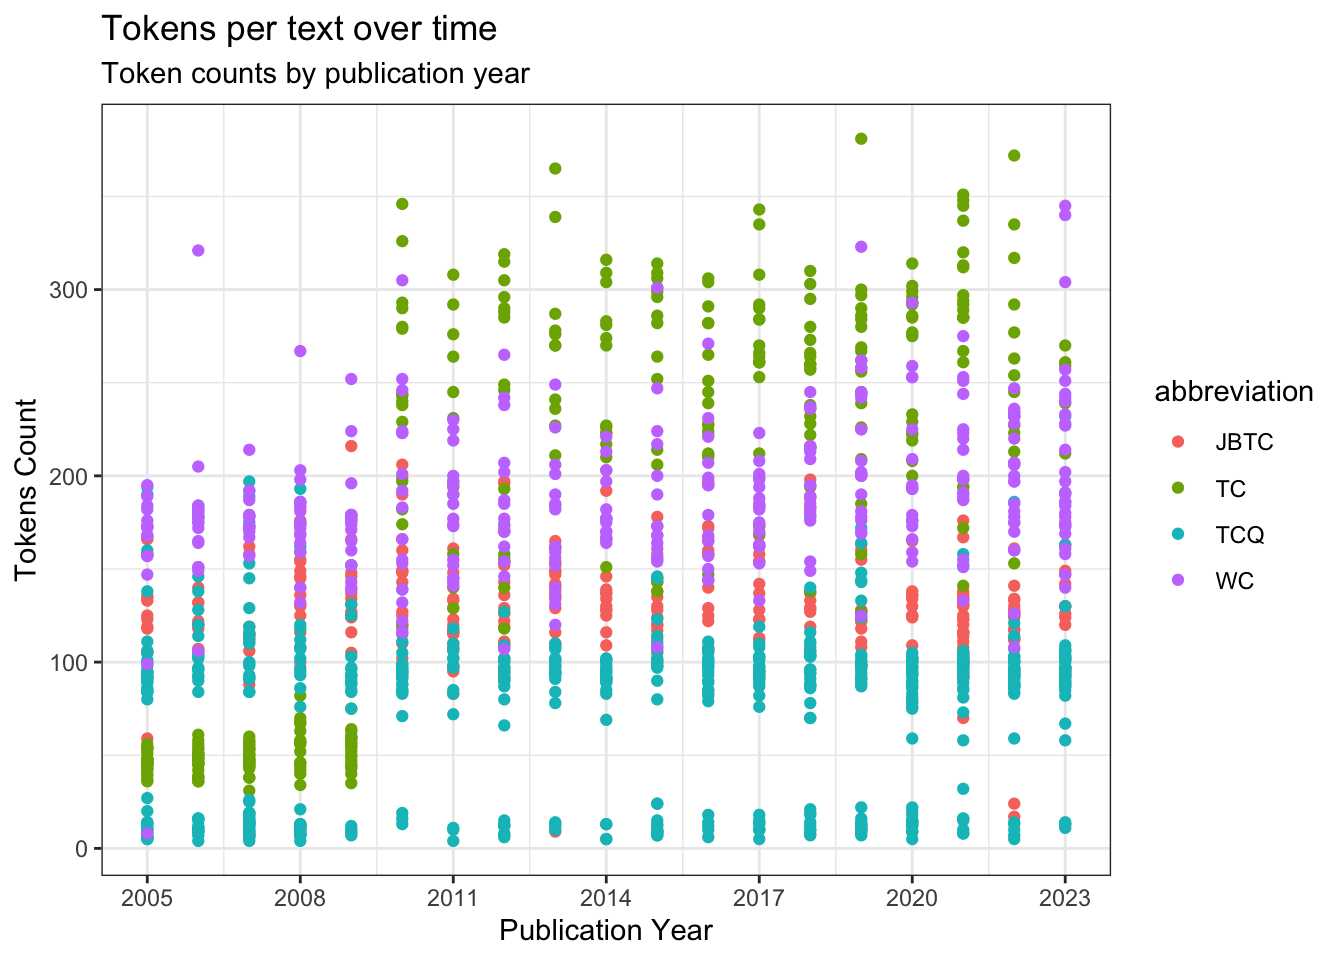 Tokens per text over time
Token counts by publication year
Tokens Count
300
200
100
0
2005 2008 2011 2014 2017 2020 2023
Publication Year
abbreviation
JBTC
TC
TCQ
WC